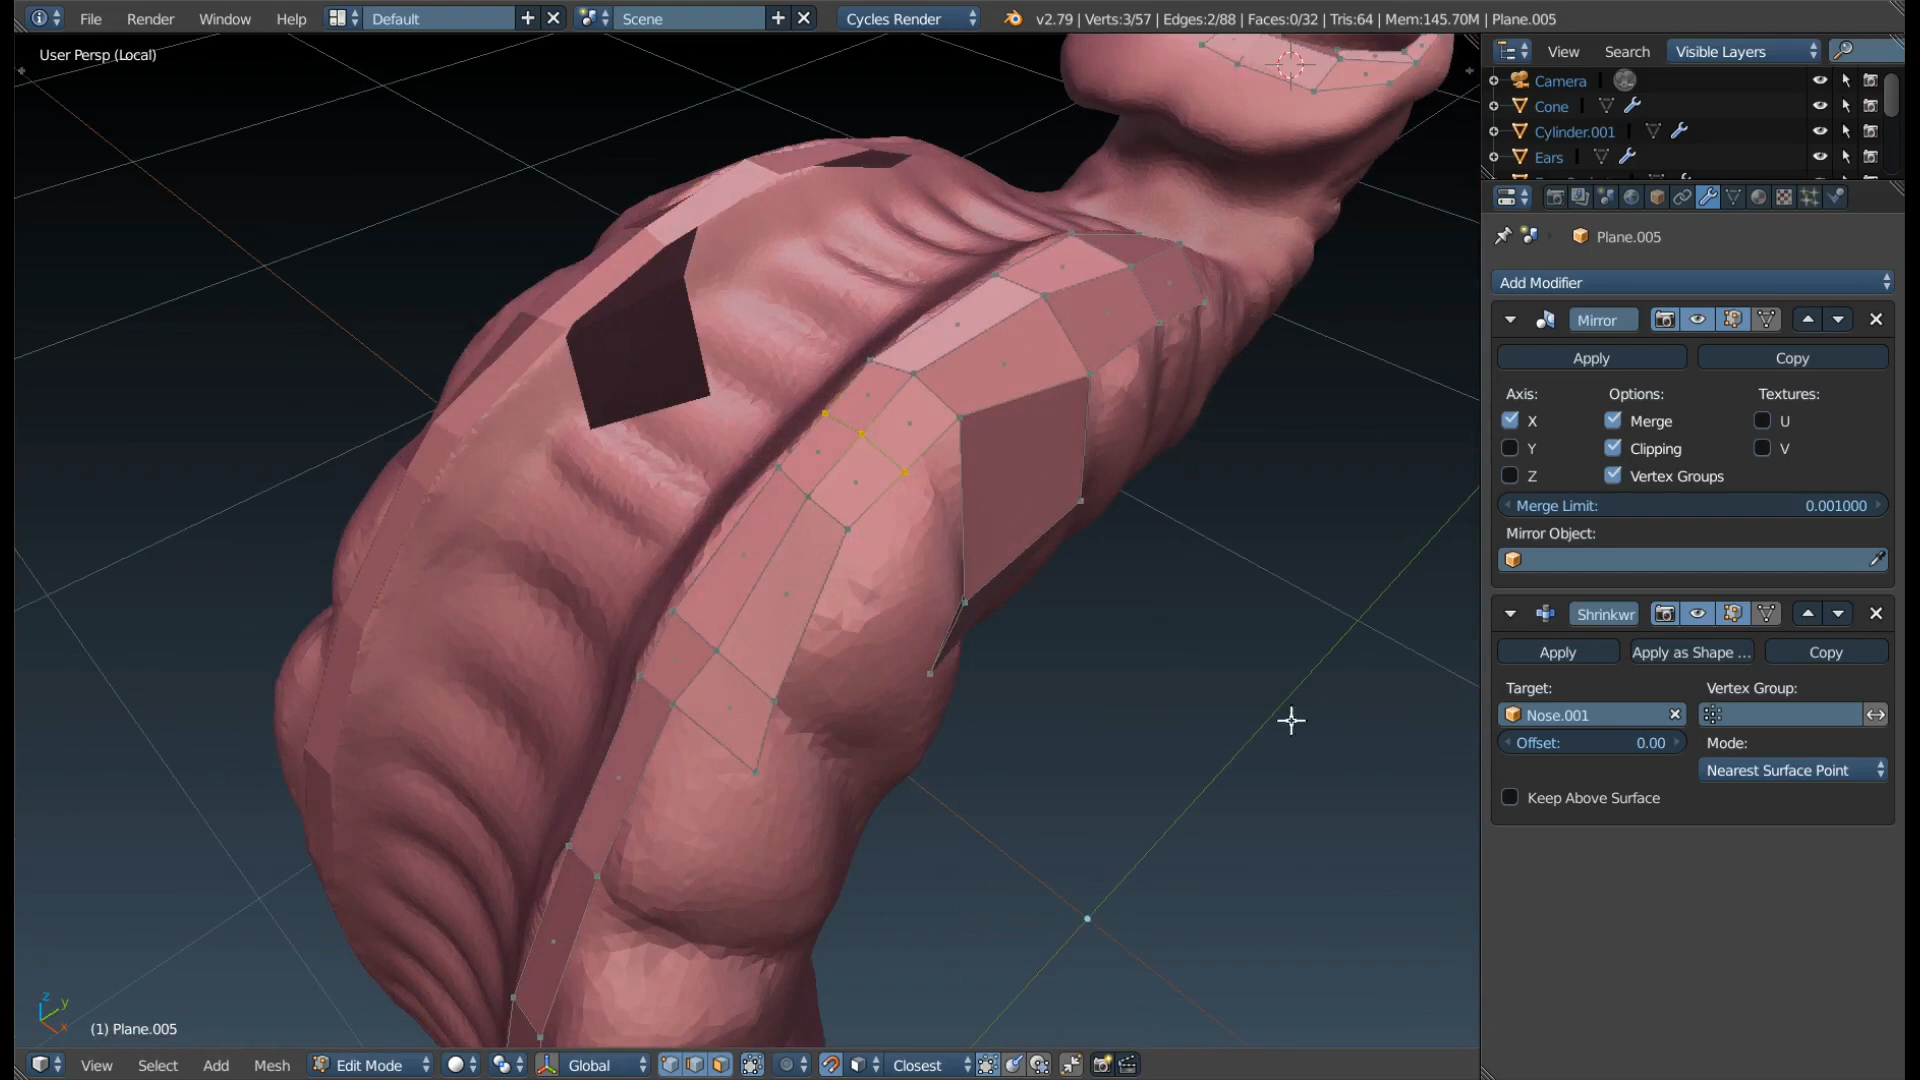 File Render Window Help Default Scene Cycles Render v2.79 | Verts:3/57 | Edges:2/88 | Faces:0/32 | Tris:64 | Mem:145.70M | Plane.005
User Persp (Local)
View Search Visible Layers
Camera
Cone
Cylinder.001
Ears
Plane.005
Add Modifier
Mirror
Apply Copy
Axis: Options: Textures:
X Merge U
Y Clipping V
Z Vertex Groups
Merge Limit: 0.001000
Mirror Object:
Shrinkwr
Apply Apply as Shape ... Copy
Target: Vertex Group:
Nose.001
Offset: 0.00 Mode:
Nearest Surface Point
Keep Above Surface
z
y
x
(1) Plane.005
View Select Add Mesh Edit Mode Global Closest